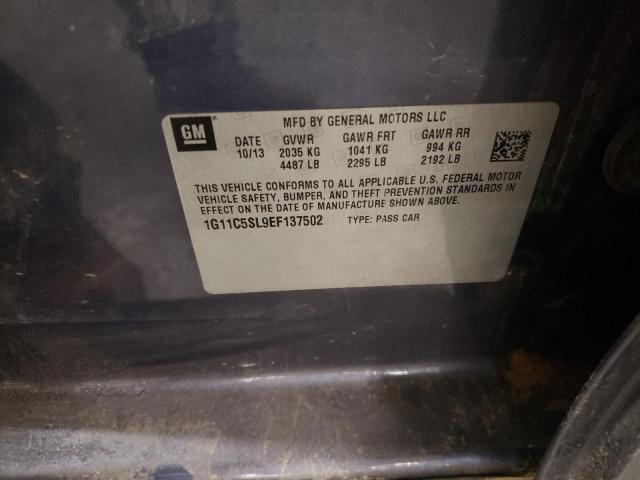 MFD BY GENERAL MOTORS LLC
GM
DATE GVWR GAWR FRT GAWR RR
10/13 2035 KG 1041 KG 994 KG
4487 LB 2295 LB 2192 LB
THIS VEHICLE CONFORMS TO ALL APPLICABLE U.S. FEDERAL MOTOR
VEHICLE SAFETY, BUMPER, AND THEFT PREVENTION STANDARDS IN
EFFECT ON THE DATE OF MANUFACTURE SHOWN ABOVE.
1G11C5SL9EF137502 TYPE: PASS CAR